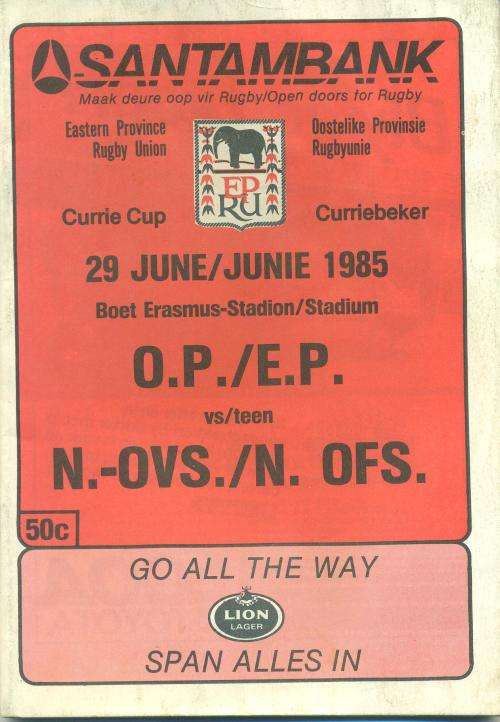 SANTAMBANK
Maak deure oop vir Rugby/Open doors for Rugby
Eastern Province
Rugby Union
Oostelike Provinsie
Rugbyunie
EP
RU
Currie Cup
Curriebeker
29 JUNE/JUNIE 1985
Boet Erasmus-Stadion/Stadium
O.P./E.P.
vs/teen
N.-OVS./N. OFS.
50c
GO ALL THE WAY
LION
LAGER
SPAN ALLES IN